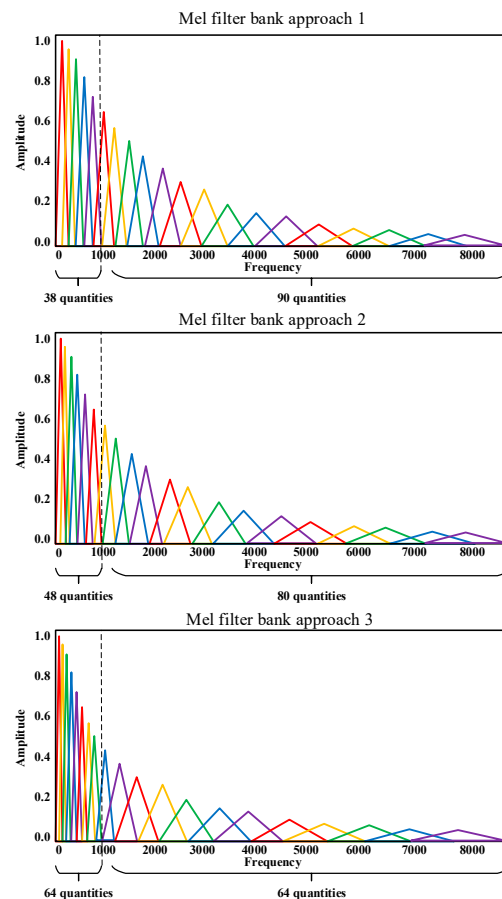 Mel filter bank approach 1
1.0
0.8
0.6
0.4
0.2
0.0
Amplitude
0 1000 2000 3000 4000 5000 6000 7000 8000
Frequency
38 quantities 90 quantities
Mel filter bank approach 2
1.0
0.8
0.6
0.4
0.2
0.0
Amplitude
0 1000 2000 3000 4000 5000 6000 7000 8000
Frequency
48 quantities 80 quantities
Mel filter bank approach 3
1.0
0.8
0.6
0.4
0.2
0.0
Amplitude
0 1000 2000 3000 4000 5000 6000 7000 8000
Frequency
64 quantities 64 quantities